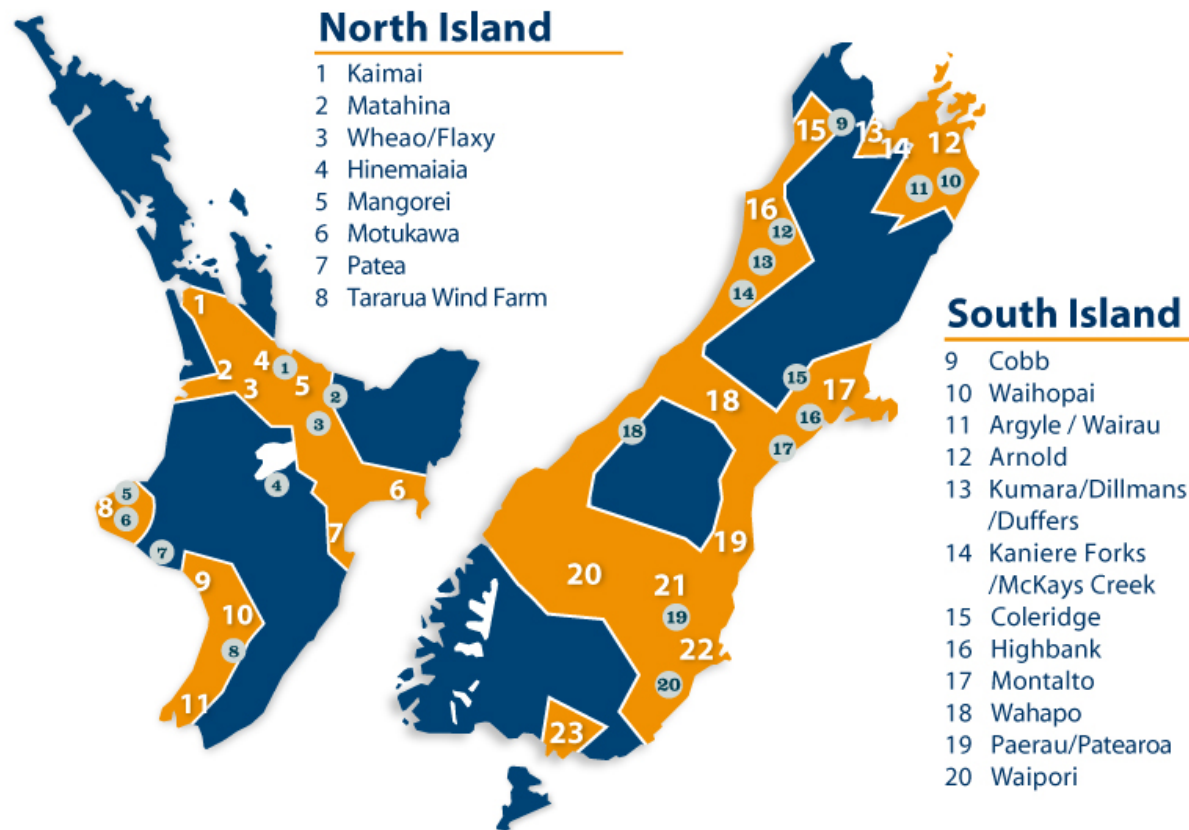 North Island
1 Kaimai
2 Matahina
3 Wheao/Flaxy
4 Hinemaiaia
5 Mangorei
6 Motukawa
7 Patea
8 Tararua Wind Farm
South Island
9 Cobb
10 Waihopai
11 Argyle / Wairau
12 Arnold
13 Kumara/Dillmans
/Duffers
14 Kaniere Forks
/McKays Creek
15 Coleridge
16 Highbank
17 Montalto
18 Wahapo
19 Paerau/Patearoa
20 Waipori
1
2
4
1
3
5
2
3
4
6
5
8
6
7
7
9
10
8
11
15
9
13
14
12
11
10
16
12
13
14
15
17
16
18
18
17
19
20
21
19
22
20
23